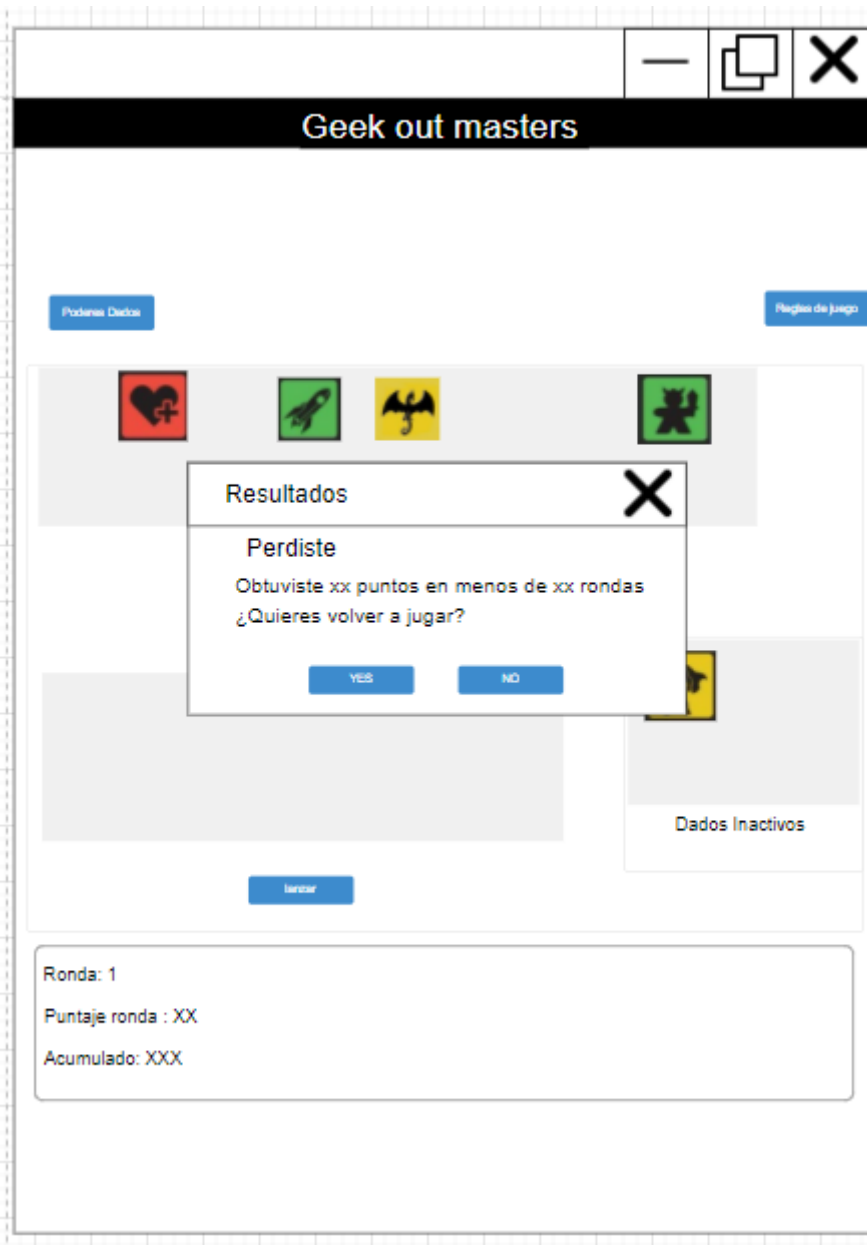 Geek out masters
Poderes Dados
Reglas de juego
Resultados
Perdiste
Obtuviste xx puntos en menos de xx rondas
¿Quieres volver a jugar?
YES
NO
Dados Inactivos
lanzar
Ronda: 1
Puntaje ronda : XX
Acumulado: XXX